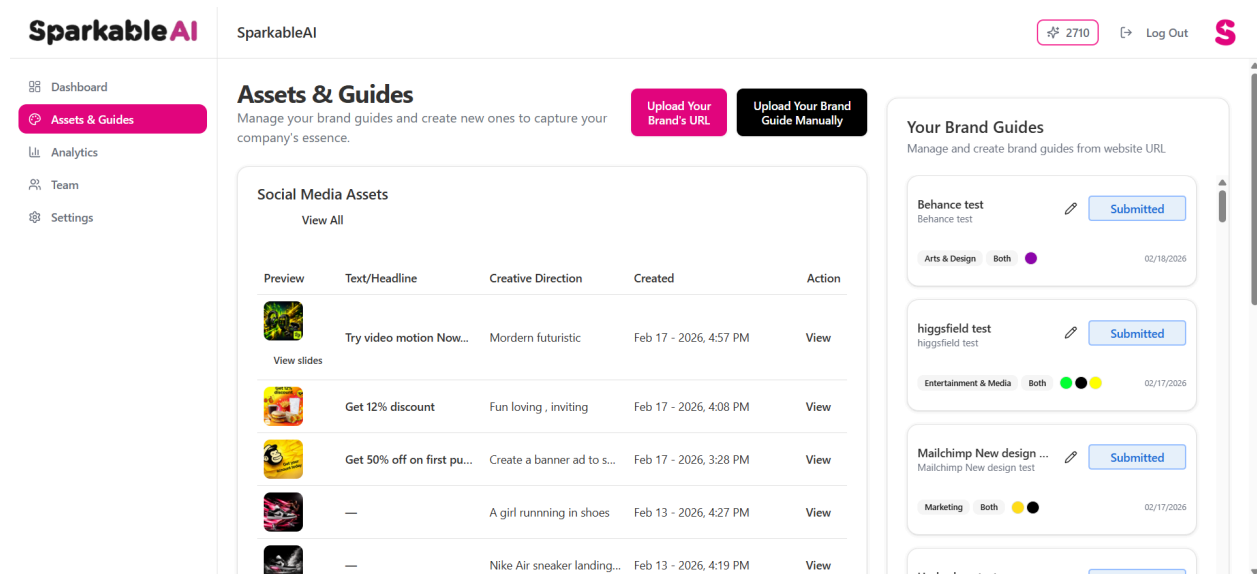 SparkableAI
SparkableAI
2710
Log Out
Dashboard
Assets & Guides
Analytics
Team
Settings
Assets & Guides
Manage your brand guides and create new ones to capture your
company's essence.
Upload Your
Brand's URL
Upload Your Brand
Guide Manually
Social Media Assets
View All
Preview Text/Headline Creative Direction Created Action
Try video motion Now... Mordern futuristic Feb 17 - 2026, 4:57 PM View
View slides
Get 12% discount
Get 12% discount Fun loving , inviting Feb 17 - 2026, 4:08 PM View
Get 50% off on first pu... Create a banner ad to s... Feb 17 - 2026, 3:28 PM View
— A girl runnning in shoes Feb 13 - 2026, 4:27 PM View
— Nike Air sneaker landing... Feb 13 - 2026, 4:19 PM View
Your Brand Guides
Manage and create brand guides from website URL
Behance test
Behance test
Submitted
Arts & Design Both 02/18/2026
higgsfield test
higgsfield test
Submitted
Entertainment & Media Both 02/17/2026
Mailchimp New design ...
Mailchimp New design test
Submitted
Marketing Both 02/17/2026